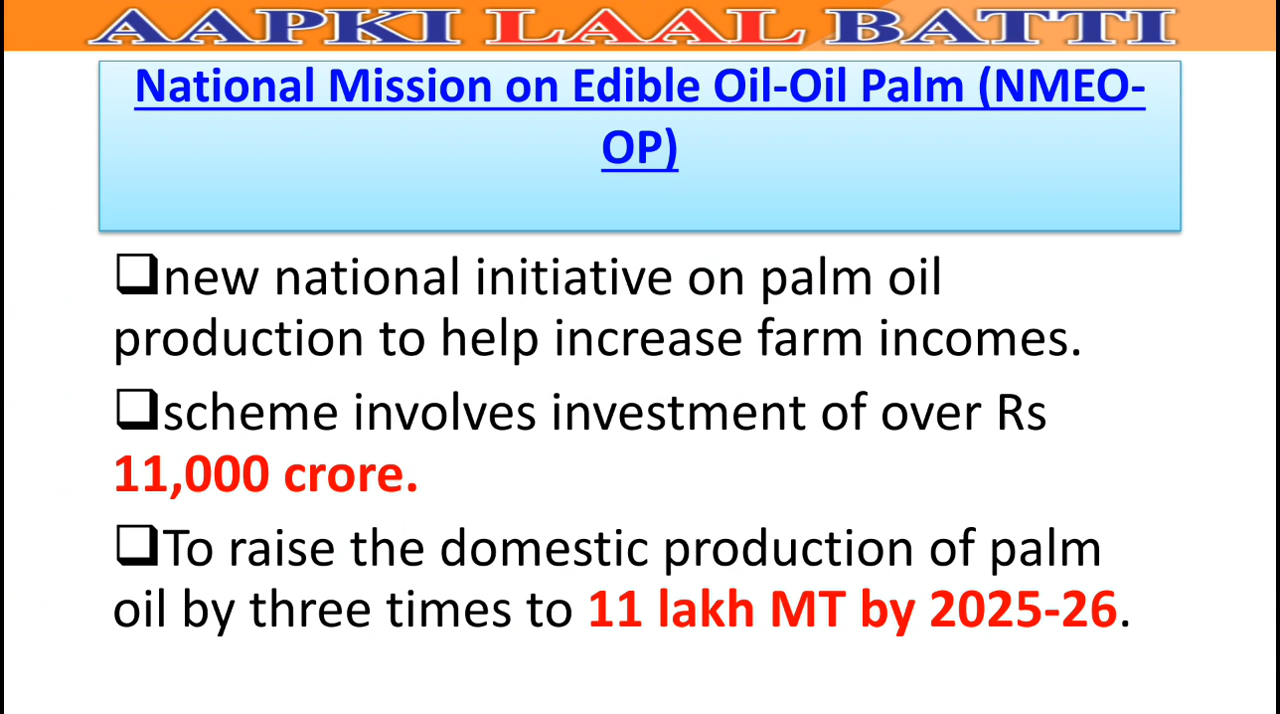 AAPKI LAAL BATTI
National Mission on Edible Oil-Oil Palm (NMEO-
OP)
❑new national initiative on palm oil
production to help increase farm incomes.
❑scheme involves investment of over Rs
11,000 crore.
❑To raise the domestic production of palm
oil by three times to 11 lakh MT by 2025-26.